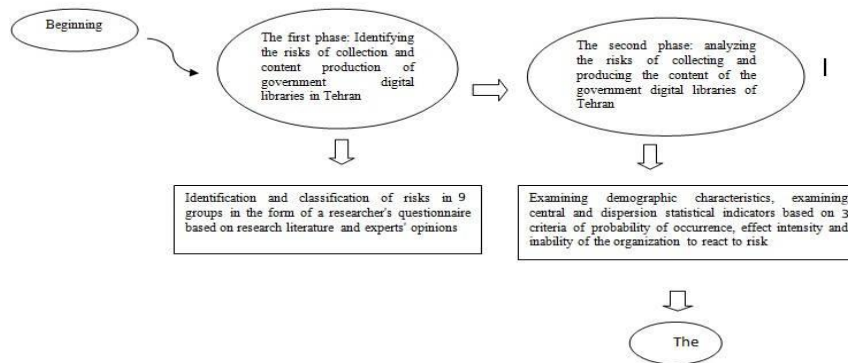 Beginning
The first phase: Identifying
the risks of collection and
content production of
government digital
libraries in Tehran
The second phase: analyzing
the risks of collecting and
producing the content of the
government digital libraries of
Tehran
Identification and classification of risks in 9
groups in the form of a researcher's questionnaire
based on research literature and experts' opinions
Examining demographic characteristics, examining
central and dispersion statistical indicators based on 3
criteria of probability of occurrence, effect intensity and
inability of the organization to react to risk
The